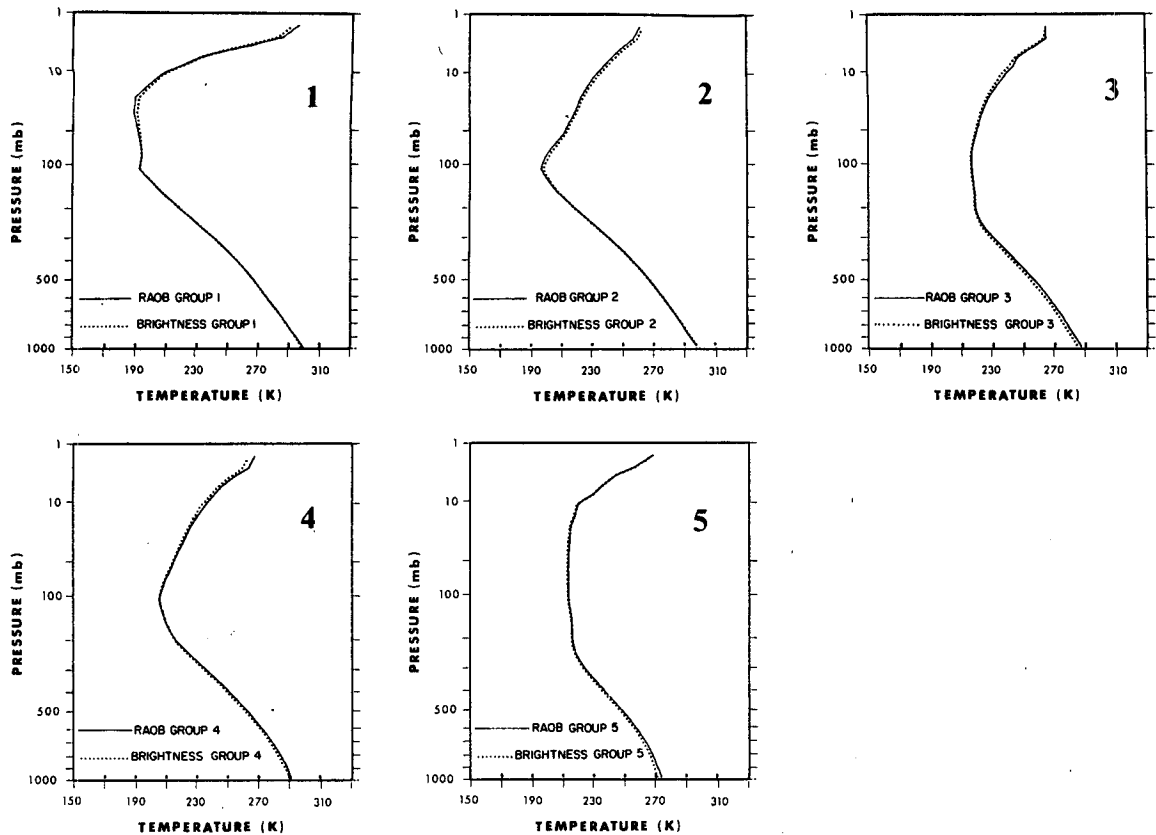 1
10
100
500
1000
PRESSURE (mb)
1
RAOB GROUP 1
BRIGHTNESS GROUP 1
150 190 230 270 310
TEMPERATURE (K)
1
10
100
500
1000
PRESSURE (mb)
2
RAOB GROUP 2
BRIGHTNESS GROUP 2
150 190 230 270 310
TEMPERATURE (K)
1
10
100
500
1000
PRESSURE (mb)
3
RAOB GROUP 3
BRIGHTNESS GROUP 3
150 190 230 270 310
TEMPERATURE (K)
1
10
100
500
1000
PRESSURE (mb)
4
RAOB GROUP 4
BRIGHTNESS GROUP 4
150 190 230 270 310
TEMPERATURE (K)
1
10
100
500
1000
PRESSURE (mb)
5
RAOB GROUP 5
BRIGHTNESS GROUP 5
150 190 230 270 310
TEMPERATURE (K)